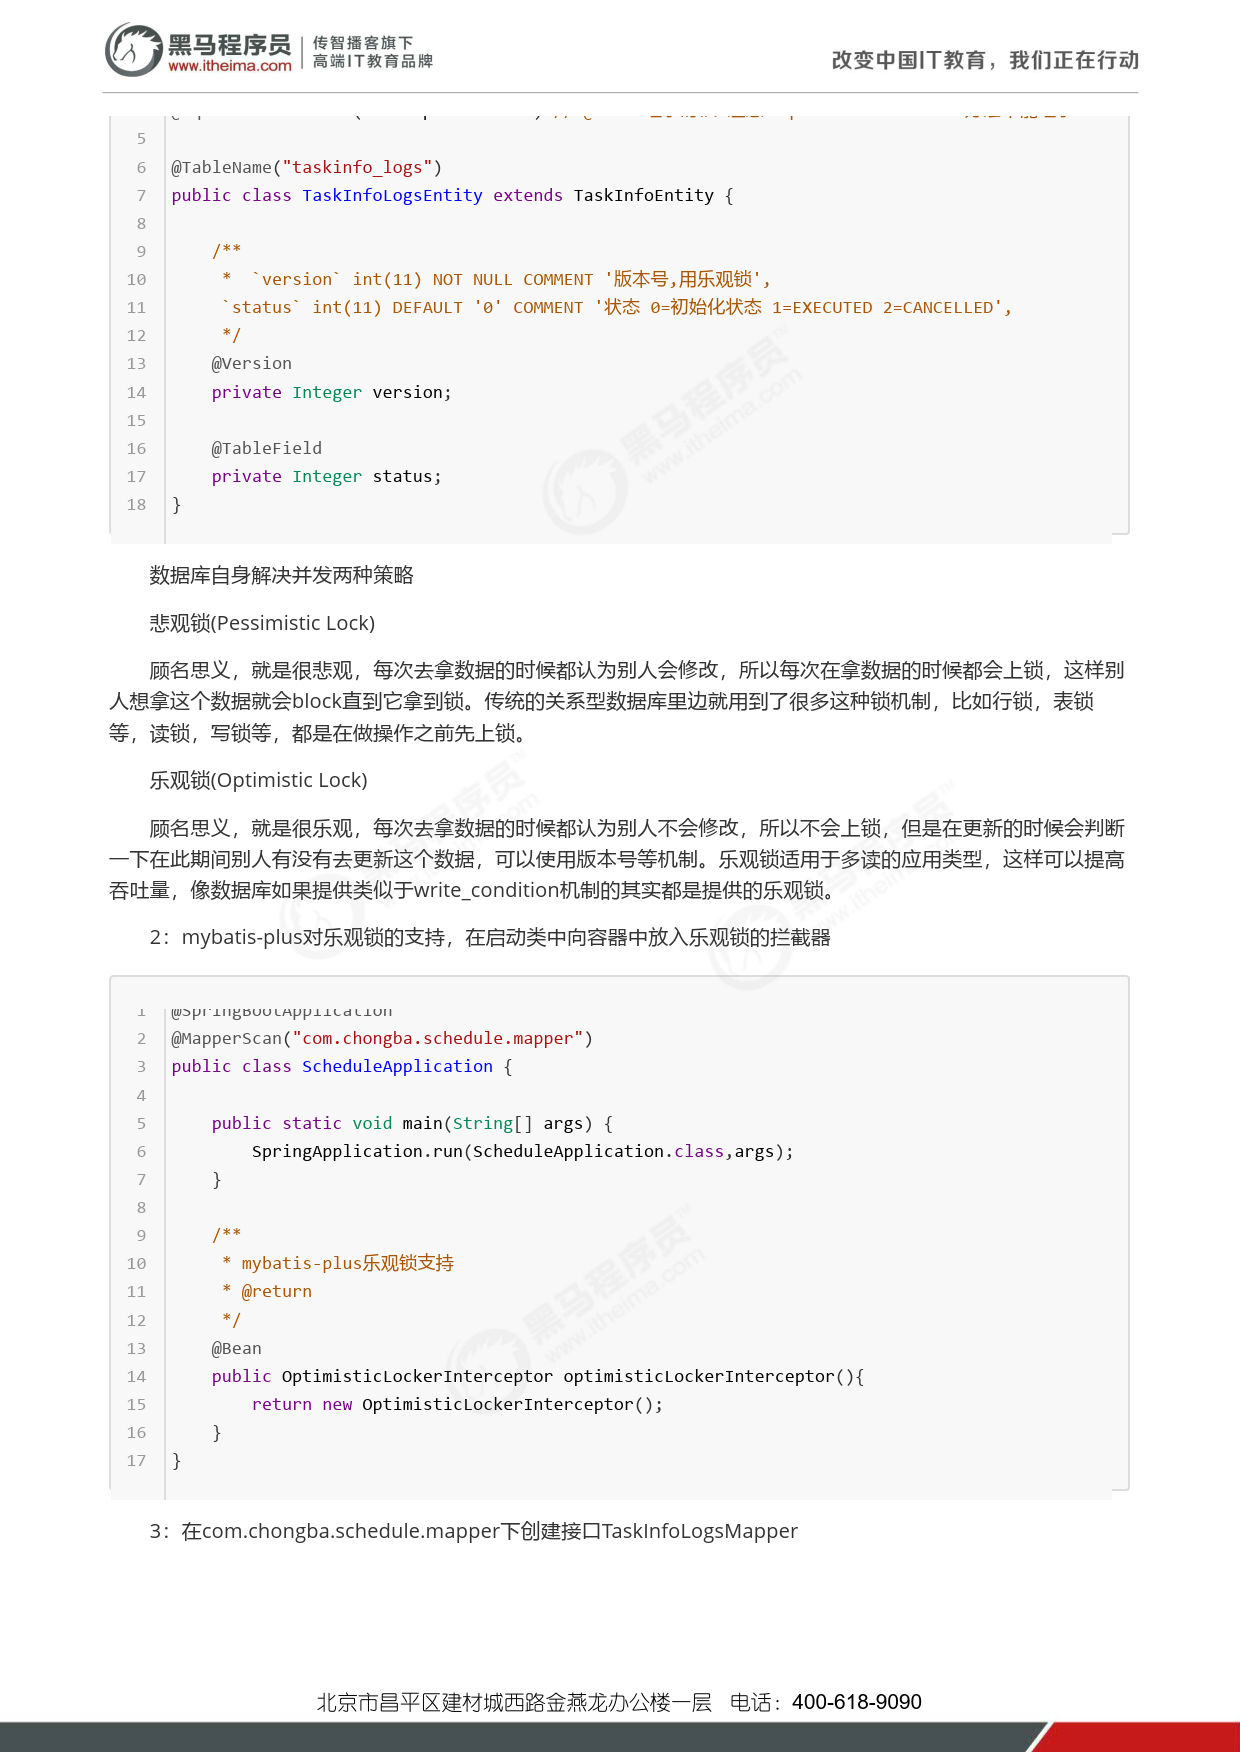 黑马程序员
www.itheima.com
传智播客旗下
高端IT教育品牌
改变中国IT教育，我们正在行动
5
6 @TableName("taskinfo_logs")
7 public class TaskInfoLogsEntity extends TaskInfoEntity {
8
9 /**
10 * `version` int(11) NOT NULL COMMENT '版本号,用乐观锁',
11 `status` int(11) DEFAULT '0' COMMENT '状态 0=初始化状态 1=EXECUTED 2=CANCELLED',
12 */
13 @Version
14 private Integer version;
15
16 @TableField
17 private Integer status;
18 }
数据库自身解决并发两种策略
悲观锁(Pessimistic Lock)
顾名思义，就是很悲观，每次去拿数据的时候都认为别人会修改，所以每次在拿数据的时候都会上锁，这样别
人想拿这个数据就会block直到它拿到锁。传统的关系型数据库里边就用到了很多这种锁机制，比如行锁，表锁
等，读锁，写锁等，都是在做操作之前先上锁。
乐观锁(Optimistic Lock)
顾名思义，就是很乐观，每次去拿数据的时候都认为别人不会修改，所以不会上锁，但是在更新的时候会判断
一下在此期间别人有没有去更新这个数据，可以使用版本号等机制。乐观锁适用于多读的应用类型，这样可以提高
吞吐量，像数据库如果提供类似于write_condition机制的其实都是提供的乐观锁。
2：mybatis-plus对乐观锁的支持，在启动类中向容器中放入乐观锁的拦截器
1 @SpringBootApplication
2 @MapperScan("com.chongba.schedule.mapper")
3 public class ScheduleApplication {
4
5 public static void main(String[] args) {
6 SpringApplication.run(ScheduleApplication.class,args);
7 }
8
9 /**
10 * mybatis-plus乐观锁支持
11 * @return
12 */
13 @Bean
14 public OptimisticLockerInterceptor optimisticLockerInterceptor(){
15 return new OptimisticLockerInterceptor();
16 }
17 }
3：在com.chongba.schedule.mapper下创建接口TaskInfoLogsMapper
北京市昌平区建材城西路金燕龙办公楼一层 电话：400-618-9090